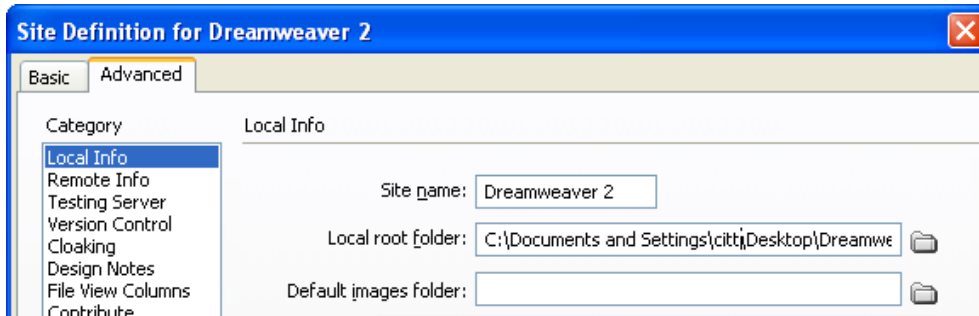 Site Definition for Dreamweaver 2
Basic
Advanced
Category
Local Info
Local Info
Remote Info
Testing Server
Version Control
Cloaking
Design Notes
File View Columns
Contribute
Site name:
Dreamweaver 2
Local root folder:
C:\Documents and Settings\citt\Desktop\Dreamwe
Default images folder: